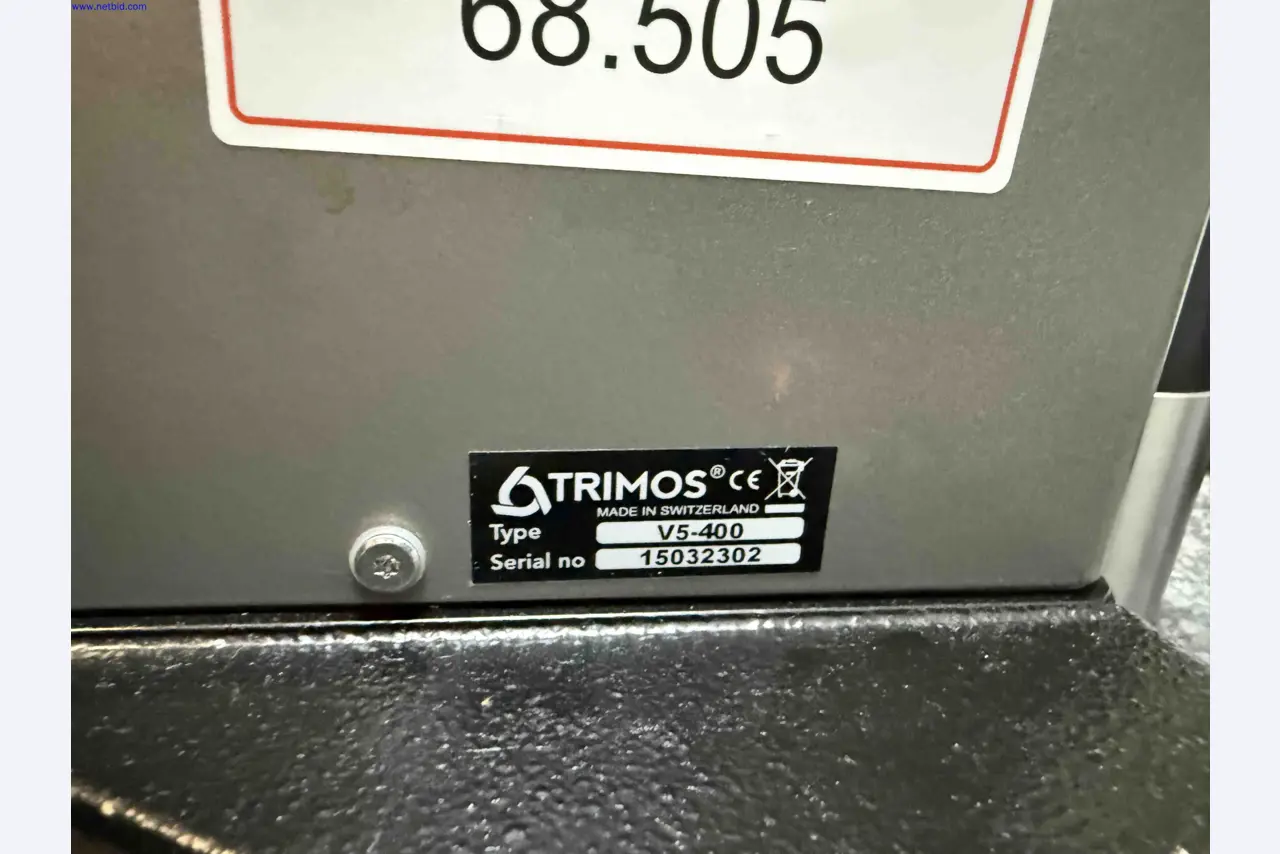 www.netbid.com
68.505
TRIMOS® CE
MADE IN SWITZERLAND
Type V5-400
Serial no 15032302